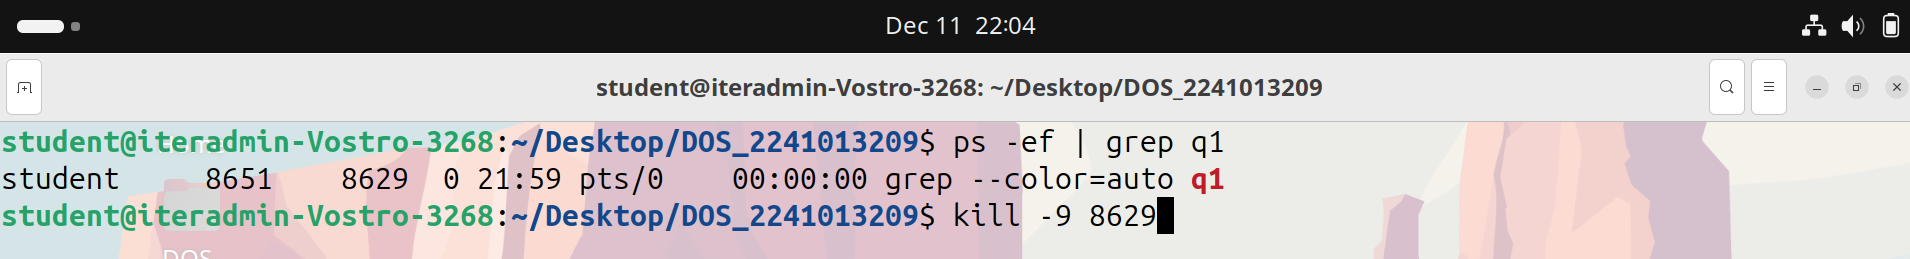 Dec 11 22:04
student@iteradmin-Vostro-3268: ~/Desktop/DOS_2241013209
student@iteradmin-Vostro-3268:~/Desktop/DOS_2241013209$ ps -ef | grep q1
student 8651 8629 0 21:59 pts/0 00:00:00 grep --color=auto q1
student@iteradmin-Vostro-3268:~/Desktop/DOS_2241013209$ kill -9 8629
DOS